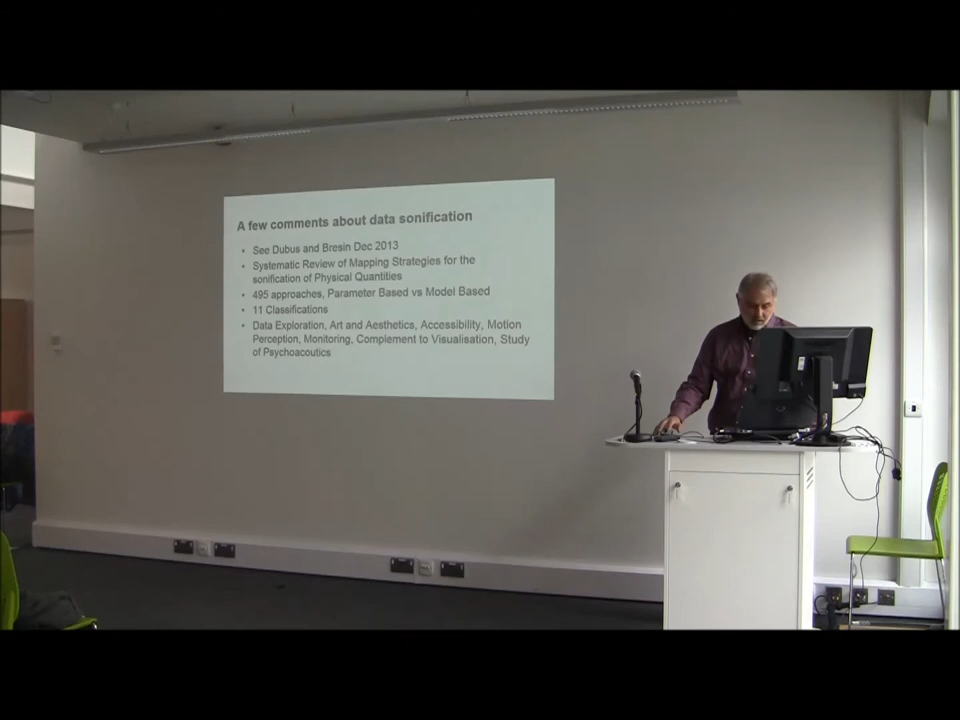 A few comments about data sonification
• See Dubus and Bresin Dec 2013
• Systematic Review of Mapping Strategies for the
sonification of Physical Quantities
• 495 approaches, Parameter Based vs Model Based
• 11 Classifications
• Data Exploration, Art and Aesthetics, Accessibility, Motion
Perception, Monitoring, Complement to Visualisation, Study
of Psychoacoutics